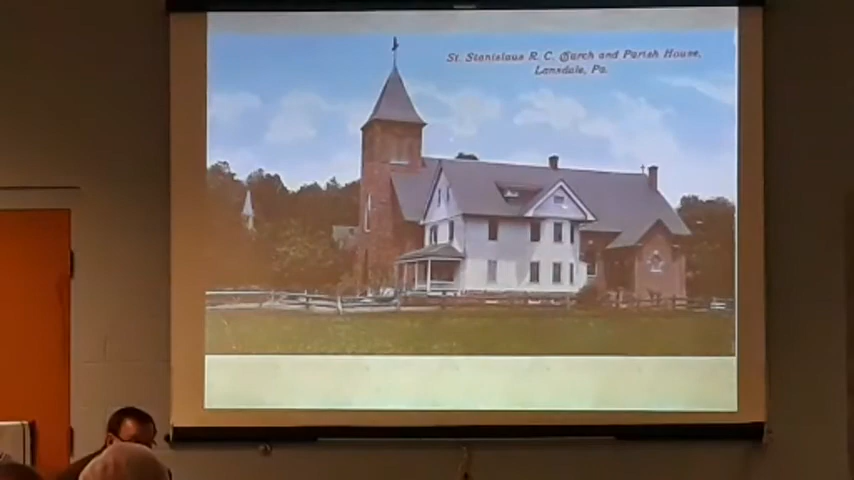 St. Stanislaus R. C. Church and Parish House,
Lansdale, Pa.